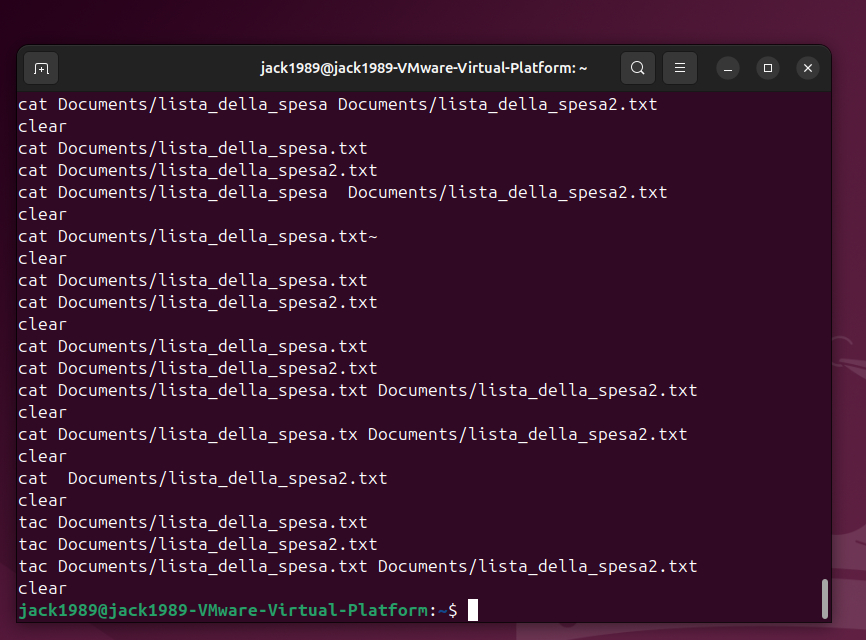 jack1989@jack1989-VMware-Virtual-Platform: ~
cat Documents/lista_della_spesa Documents/lista_della_spesa2.txt
clear
cat Documents/lista_della_spesa.txt
cat Documents/lista_della_spesa2.txt
cat Documents/lista_della_spesa  Documents/lista_della_spesa2.txt
clear
cat Documents/lista_della_spesa.txt~
clear
cat Documents/lista_della_spesa.txt
cat Documents/lista_della_spesa2.txt
clear
cat Documents/lista_della_spesa.txt
cat Documents/lista_della_spesa2.txt
cat Documents/lista_della_spesa.txt Documents/lista_della_spesa2.txt
clear
cat Documents/lista_della_spesa.tx Documents/lista_della_spesa2.txt
clear
cat  Documents/lista_della_spesa2.txt
clear
tac Documents/lista_della_spesa.txt
tac Documents/lista_della_spesa2.txt
tac Documents/lista_della_spesa.txt Documents/lista_della_spesa2.txt
clear
jack1989@jack1989-VMware-Virtual-Platform:~$